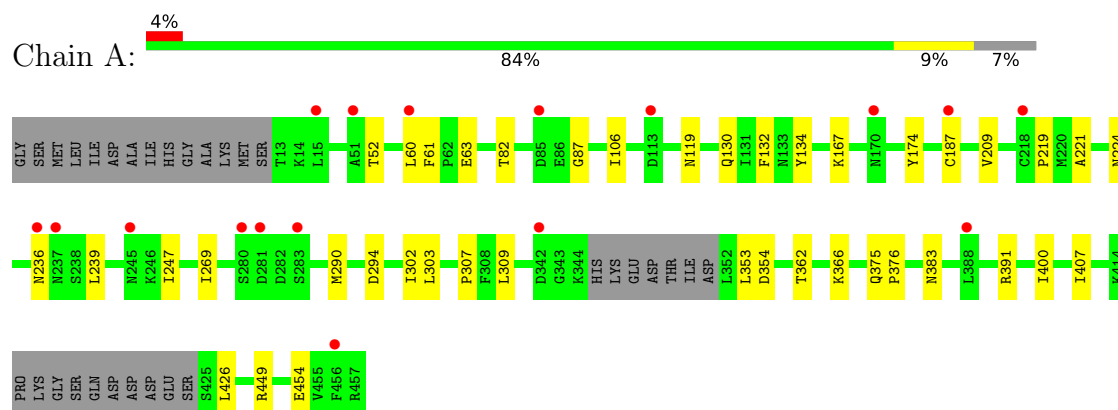 4%
Chain A:
84% 9% 7%
GLY SER MET LEU ILE ASP ALA ILE HIS GLY ALA LYS MET SER T13 K14 L15 A51 T52 L60 F61 P62 E63 T82 D85 E86 G87 I106 D113 N119 Q130 I131 F132 N133 Y134 K167 N170 Y174 C187 V209 C218 P219 M220 A221
N236 N237 S238 L239 N245 K246 I247 I269 S280 D281 D282 S283 M290 D294 I302 L303 P307 F308 L309 D342 G343 K344 HIS LYS GLU ASP THR ILE ASP L352 L353 D354 T362 K366 Q375 P376 N383 L388 R391 I400 I407 K414
PRO LYS GLY SER GLN ASP ASP ASP GLU SER S425 L426 R449 E454 V455 F456 R457